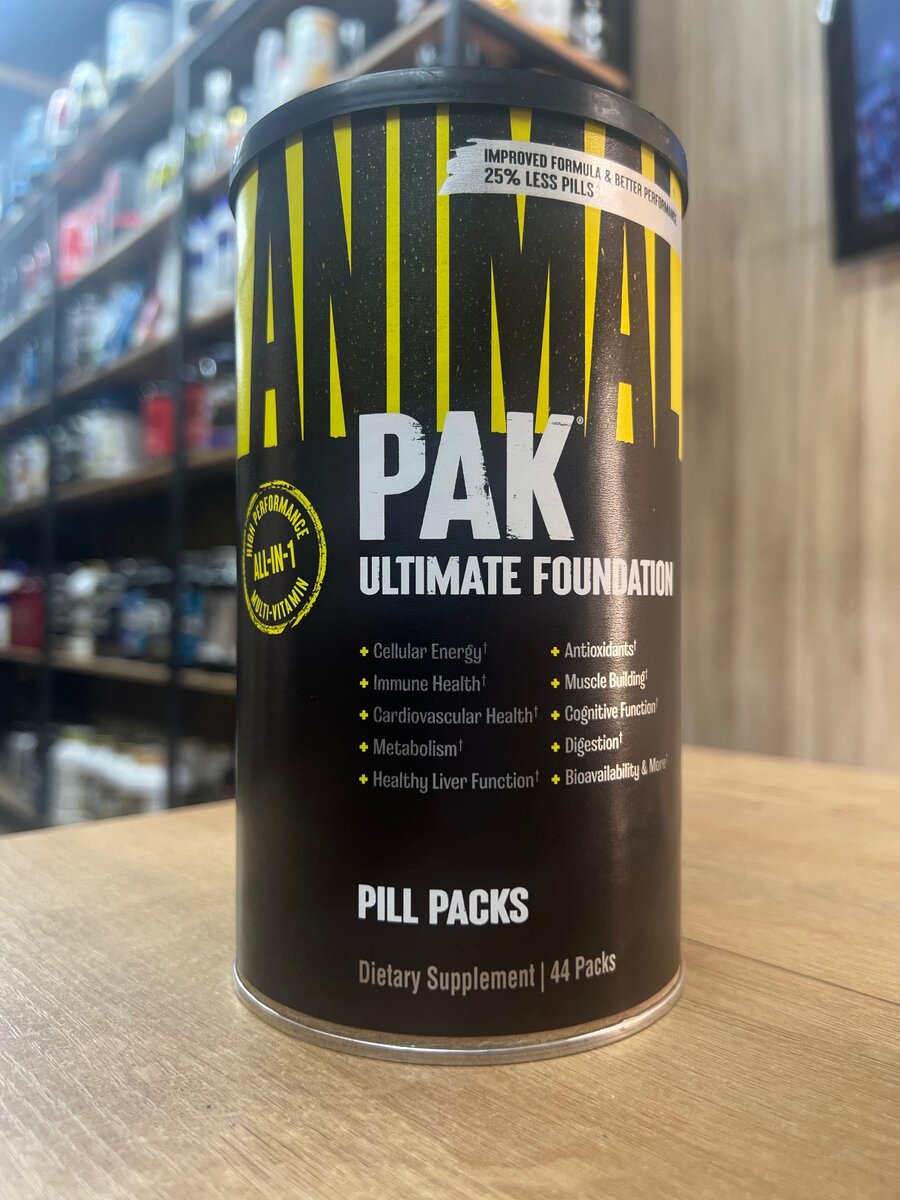 ANIMAL
IMPROVED FORMULA & BETTER PERFORMANCE
25% LESS PILLS
PAK®
ULTIMATE FOUNDATION
HIGH PERFORMANCE
ALL-IN-1
MULTI-VITAMIN
+ Cellular Energy†
+ Immune Health†
+ Cardiovascular Health†
+ Metabolism†
+ Healthy Liver Function†
+ Antioxidants†
+ Muscle Building†
+ Cognitive Function†
+ Digestion†
+ Bioavailability & More†
PILL PACKS
Dietary Supplement | 44 Packs